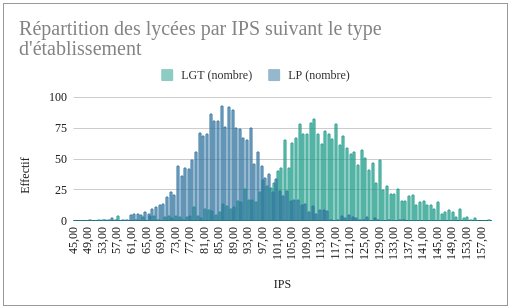 Répartition des lycées par IPS suivant le type
d'établissement
LGT (nombre) LP (nombre)
100
75
50
25
0
Effectif
45,00 49,00 53,00 57,00 61,00 65,00 69,00 73,00 77,00 81,00 85,00 89,00 93,00 97,00 101,00 105,00 109,00 113,00 117,00 121,00 125,00 129,00 133,00 137,00 141,00 145,00 149,00 153,00 157,00
IPS